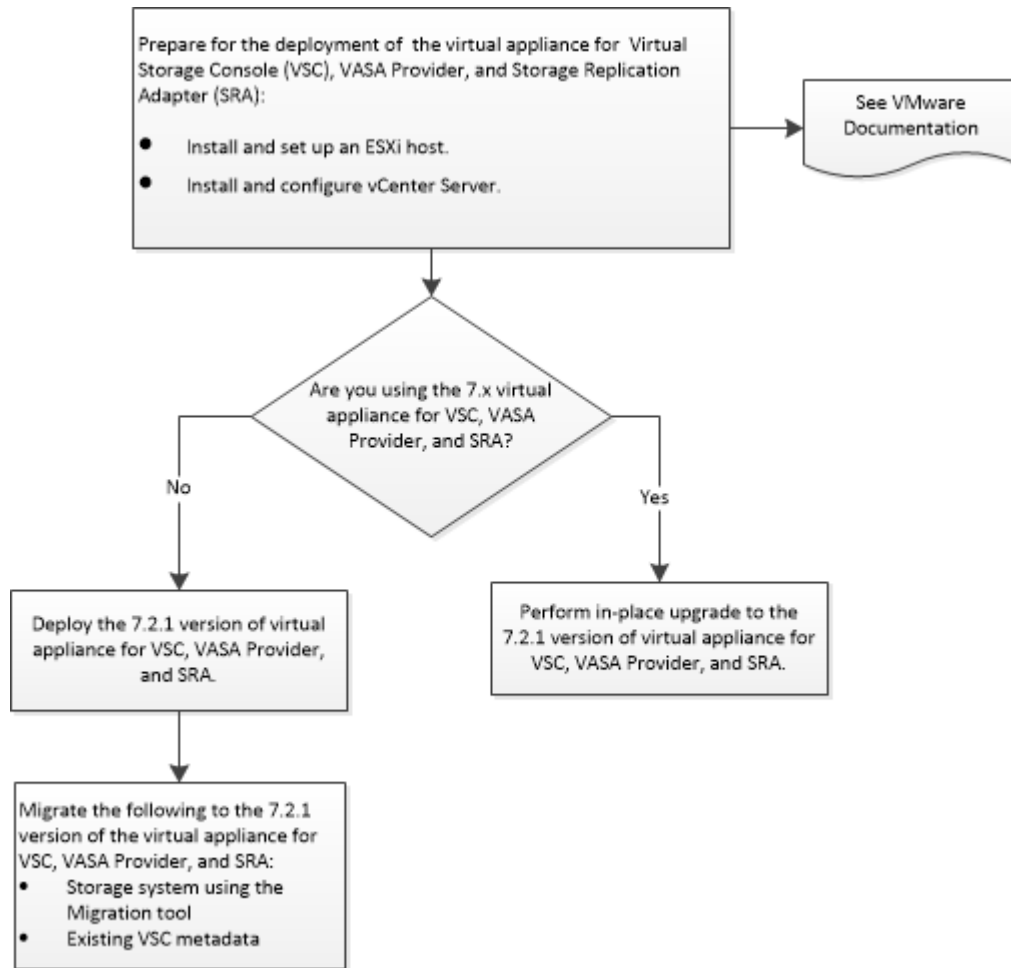 Prepare for the deployment of the virtual appliance for Virtual
Storage Console (VSC), VASA Provider, and Storage Replication
Adapter (SRA):
● Install and set up an ESXi host.
● Install and configure vCenter Server.
See VMware
Documentation
Are you using the 7.x virtual
appliance for VSC, VASA
Provider, and SRA?
No
Yes
Deploy the 7.2.1 version of virtual
appliance for VSC, VASA Provider,
and SRA.
Perform in-place upgrade to the
7.2.1 version of virtual appliance for
VSC, VASA Provider, and SRA.
Migrate the following to the 7.2.1
version of the virtual appliance for
VSC, VASA Provider, and SRA:
● Storage system using the
Migration tool
● Existing VSC metadata